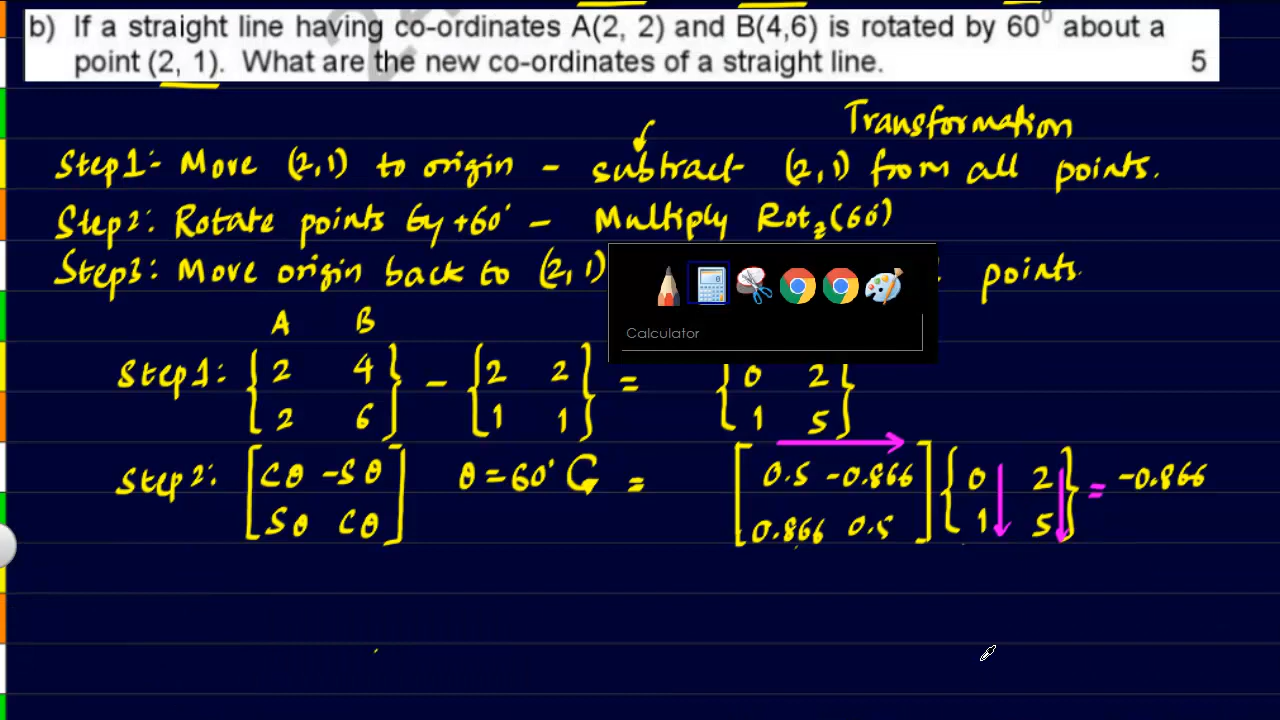 b) If a straight line having co-ordinates A(2, 2) and B(4,6) is rotated by 60⁰ about a
point (2, 1). What are the new co-ordinates of a straight line. 5
Transformation
Step1:- Move (2,1) to origin - subtract (2,1) from all points.
Step2: Rotate points by +60° - Multiply Rot_z(60°)
Step3: Move origin back to (2,1) points.
Calculator
A B
Step1: { 2 4 } - { 2 2 } = { 0 2 }
{ 2 6 } { 1 1 } { 1 5 }
Step2: [ Cθ -Sθ ] θ = 60° = [ 0.5 -0.866 ] { 0 2 } = -0.866
[ Sθ Cθ ] [ 0.866 0.5 ] { 1 5 }